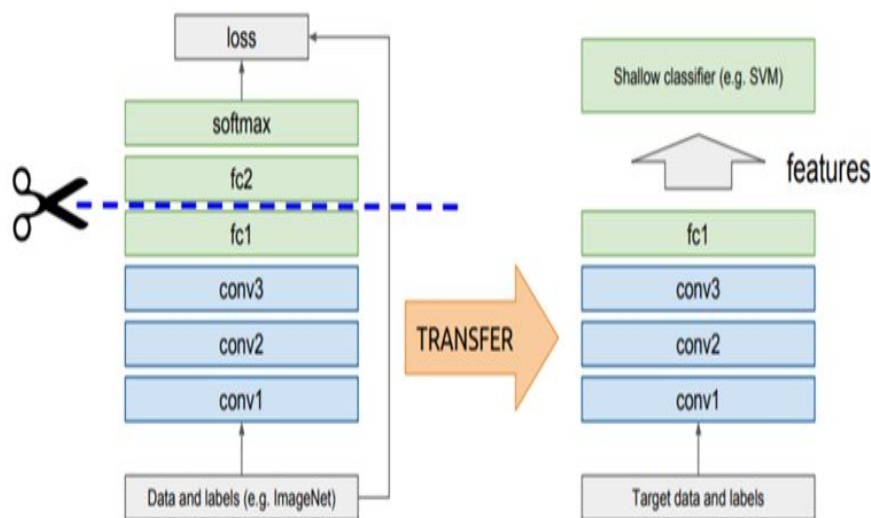 loss
softmax
fc2
fc1
conv3
conv2
conv1
Data and labels (e.g. ImageNet)
TRANSFER
Shallow classifier (e.g. SVM)
features
fc1
conv3
conv2
conv1
Target data and labels